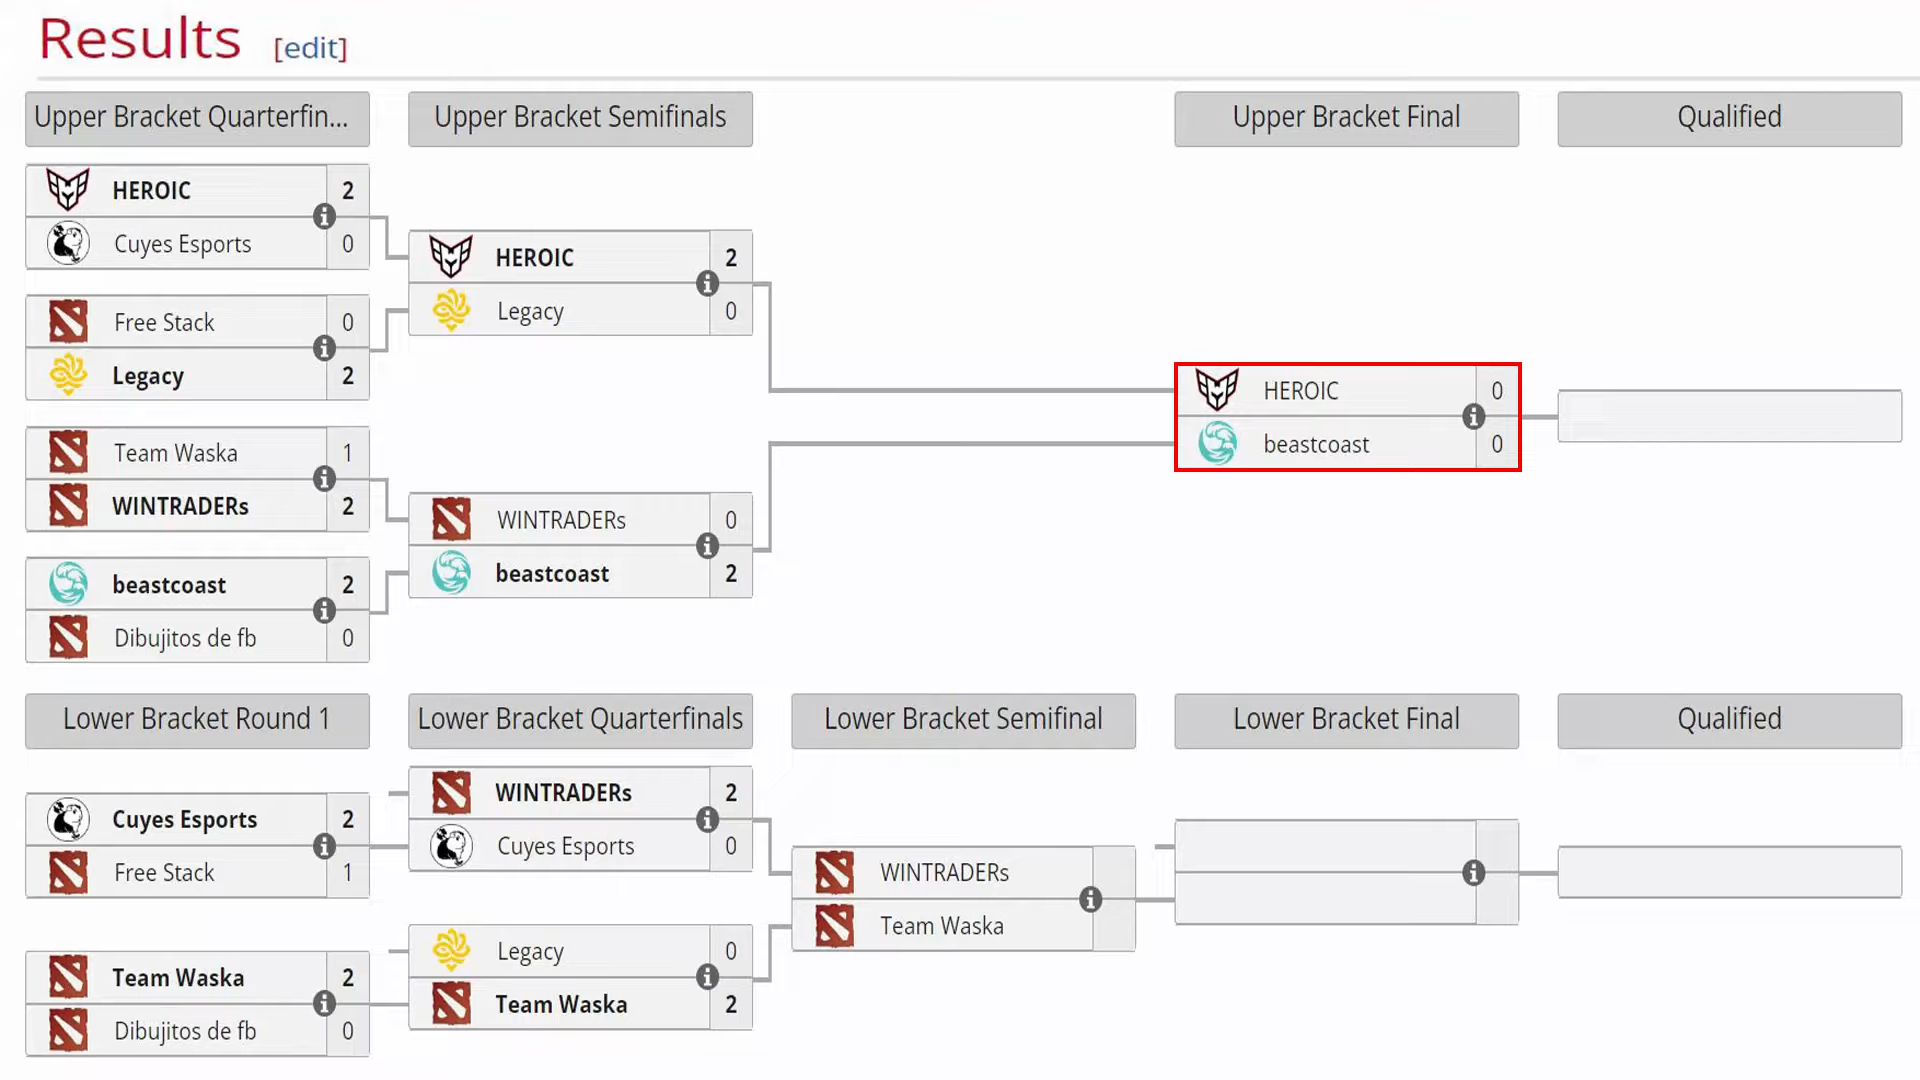 Results [edit]
Upper Bracket Quarterfin...
HEROIC 2
Cuyes Esports 0
Free Stack 0
Legacy 2
Team Waska 1
WINTRADERs 2
beastcoast 2
Dibujitos de fb 0
Upper Bracket Semifinals
HEROIC 2
Legacy 0
WINTRADERs 0
beastcoast 2
Upper Bracket Final
HEROIC 0
beastcoast 0
Qualified
Lower Bracket Round 1
Cuyes Esports 2
Free Stack 1
Team Waska 2
Dibujitos de fb 0
Lower Bracket Quarterfinals
WINTRADERs 2
Cuyes Esports 0
Legacy 0
Team Waska 2
Lower Bracket Semifinal
WINTRADERs
Team Waska
Lower Bracket Final
Qualified